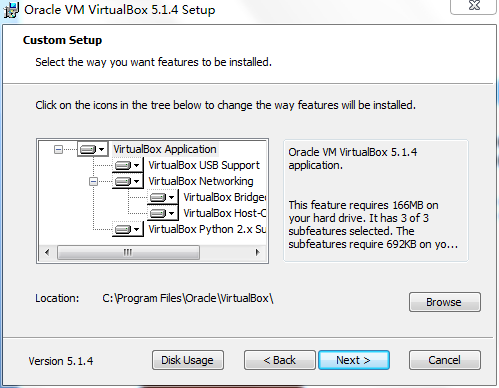 Oracle VM VirtualBox 5.1.4 Setup
Custom Setup
Select the way you want features to be installed.
Click on the icons in the tree below to change the way features will be installed.
VirtualBox Application
VirtualBox USB Support
VirtualBox Networking
VirtualBox Bridge
VirtualBox Host-O
VirtualBox Python 2.x Su
Oracle VM VirtualBox 5.1.4
application.
This feature requires 166MB on
your hard drive. It has 3 of 3
subfeatures selected. The
subfeatures require 692KB on yo...
Location: C:\Program Files\Oracle\VirtualBox\
Browse
Version 5.1.4
Disk Usage
< Back
Next >
Cancel